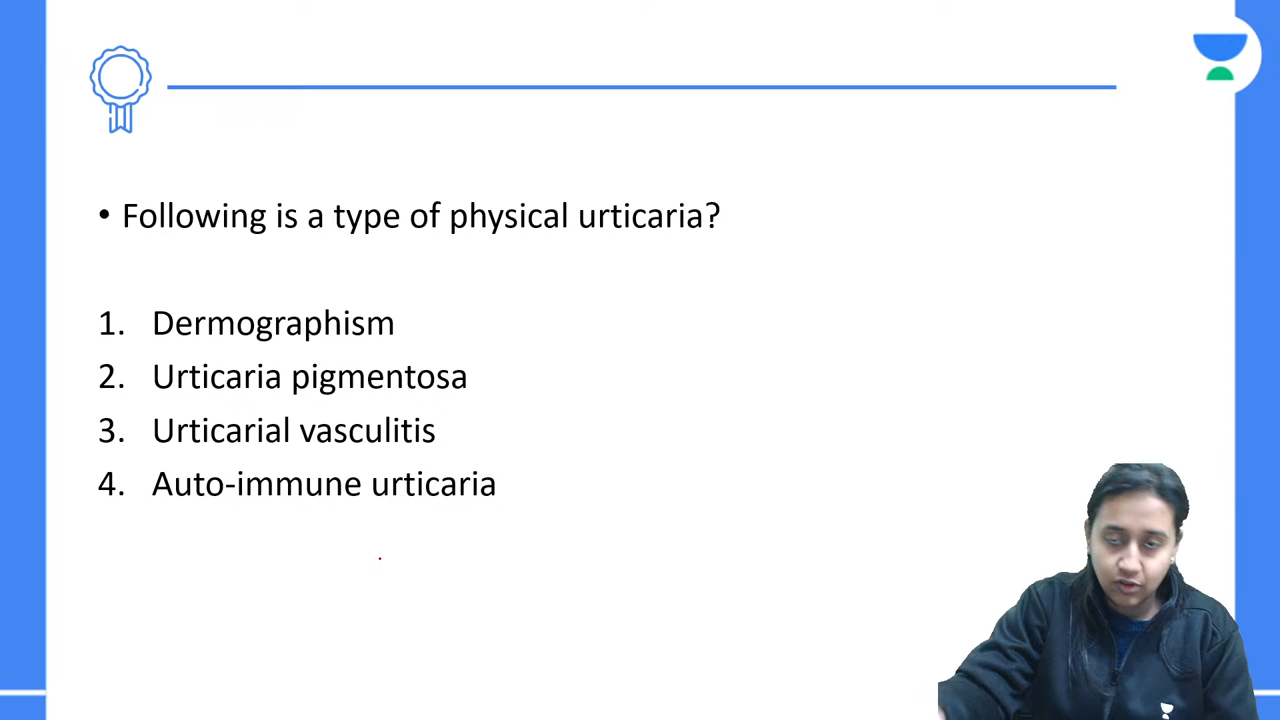 • Following is a type of physical urticaria?
1. Dermographism
2. Urticaria pigmentosa
3. Urticarial vasculitis
4. Auto-immune urticaria